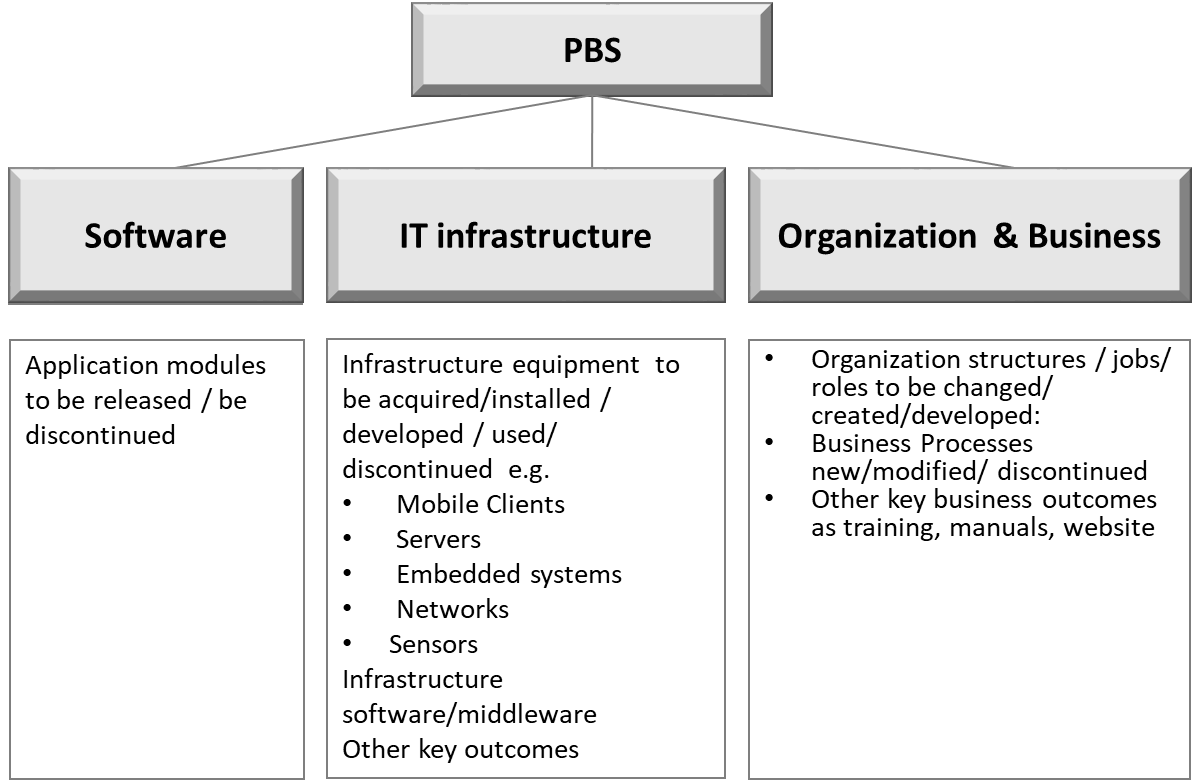 PBS
Software
IT infrastructure
Organization & Business
Application modules
to be released / be
discontinued
Infrastructure equipment to
be acquired/installed /
developed / used/
discontinued e.g.
• Mobile Clients
• Servers
• Embedded systems
• Networks
• Sensors
Infrastructure
software/middleware
Other key outcomes
• Organization structures / jobs/
roles to be changed/
created/developed:
• Business Processes
new/modified/ discontinued
• Other key business outcomes
as training, manuals, website